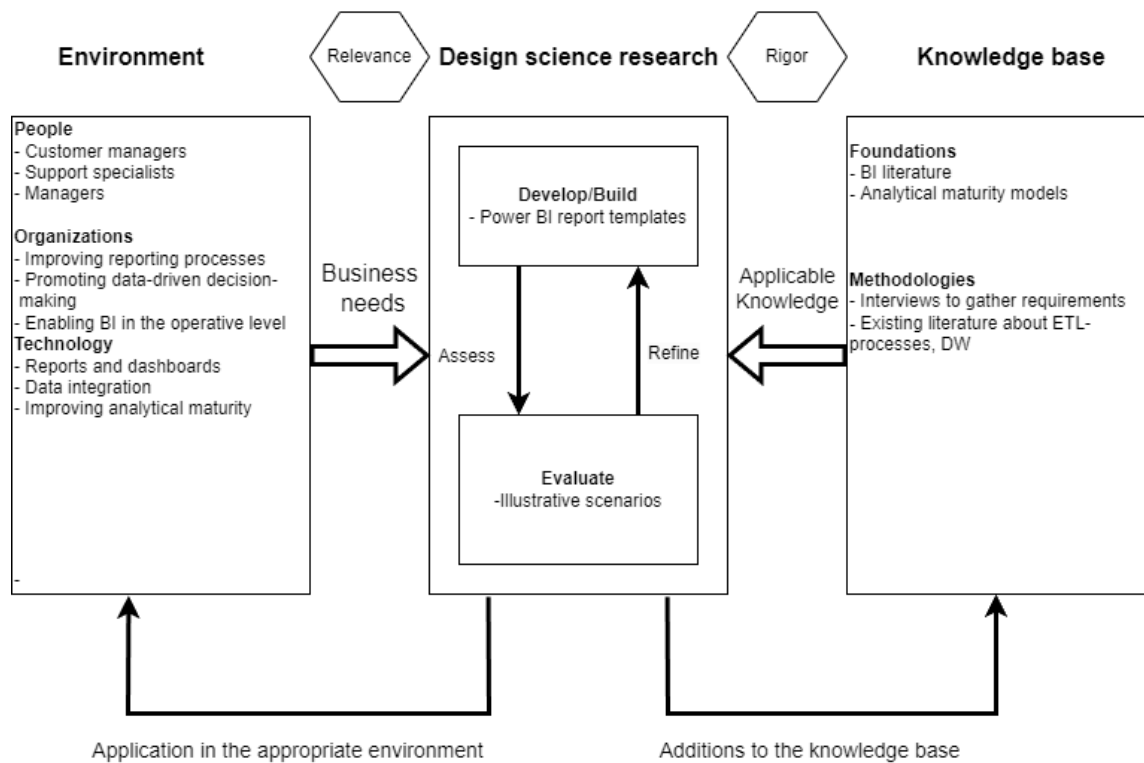 Environment
Relevance
Design science research
Rigor
Knowledge base
People
- Customer managers
- Support specialists
- Managers
Organizations
- Improving reporting processes
- Promoting data-driven decision-
making
- Enabling BI in the operative level
Technology
- Reports and dashboards
- Data integration
- Improving analytical maturity
-
Business
needs
Develop/Build
- Power BI report templates
Assess
Refine
Evaluate
-Illustrative scenarios
Applicable
Knowledge
Foundations
- BI literature
- Analytical maturity models
Methodologies
- Interviews to gather requirements
- Existing literature about ETL-
processes, DW
Application in the appropriate environment
Additions to the knowledge base